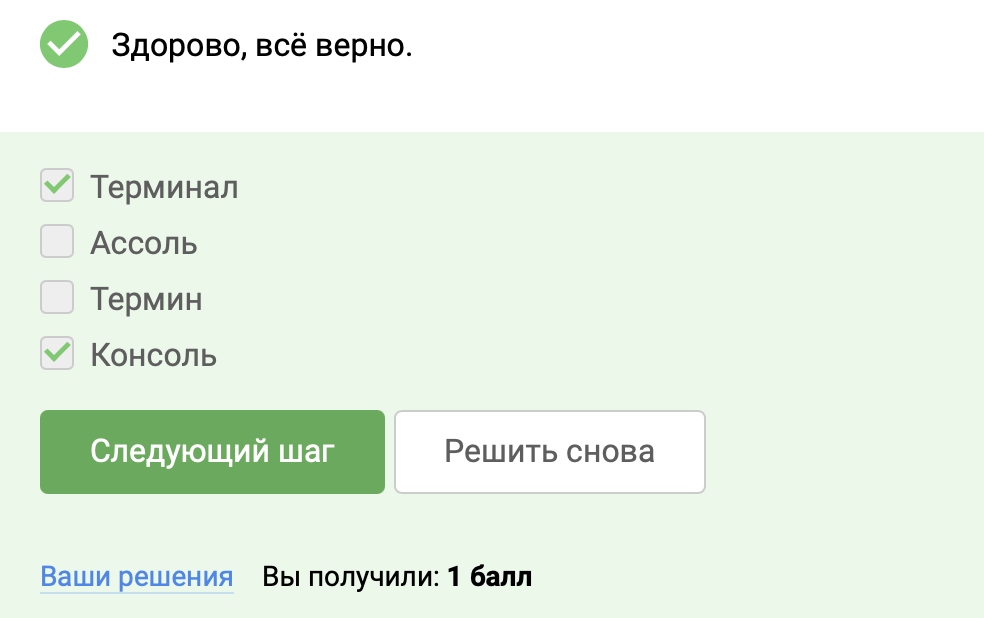 Здорово, всё верно.
Терминал
Ассоль
Термин
Консоль
Следующий шаг
Решить снова
Ваши решения Вы получили: 1 балл